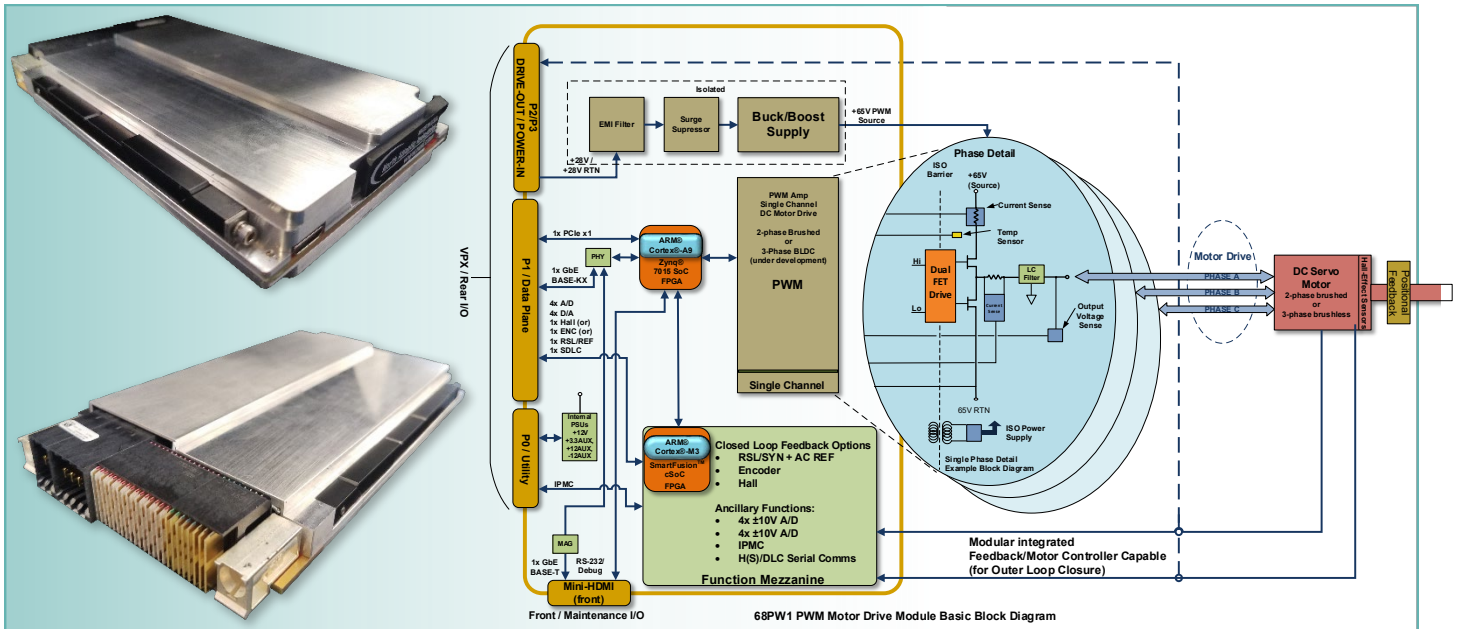 VPX / Rear I/O
P2/P3
DRIVE-OUT / POWER-IN
P1 / Data Plane
P0 / Utility
Isolated
EMI Filter
Surge
Supressor
Buck/Boost
Supply
+65V PWM
Source
+28V /
+28V RTN
1x PCIe x1
PHY
1x GbE
BASE-KX
4x A/D
4x D/A
1x Hall (or)
1x ENC (or)
1x RSL/REF
1x SDLC
ARM®
Cortex®-A9
Zynq®
7015 SoC
FPGA
PWM Amp
Single Channel
DC Motor Drive
2-phase Brushed
or
3-Phase BLDC
(under development)
PWM
Single Channel
Internal
PSUs
+12V
+3.3AUX,
+12AUX,
-12AUX
IPMC
MAG
1x GbE
BASE-T
RS-232/
Debug
Mini-HDMI
(front)
Front / Maintenance I/O
ARM®
Cortex®-M3
SmartFusion™
cSoC
FPGA
Closed Loop Feedback Options
• RSL/SYN + AC REF
• Encoder
• Hall
Ancillary Functions:
• 4x ±10V A/D
• 4x ±10V A/D
• IPMC
• H(S)/DLC Serial Comms
Function Mezzanine
Phase Detail
ISO
Barrier
+65V
(Source)
Current Sense
Temp
Sensor
Hi
Dual
FET
Drive
Lo
LC
Filter
Current
Sense
Output
Voltage
Sense
65V RTN
ISO Power
Supply
Single Phase Detail
Example Block Diagram
Motor Drive
PHASE A
PHASE B
PHASE C
DC Servo
Motor
2-phase brushed
or
3-phase brushless
Hall-Effect Sensors
Positional
Feedback
Modular integrated
Feedback/Motor Controller Capable
(for Outer Loop Closure)
68PW1 PWM Motor Drive Module Basic Block Diagram